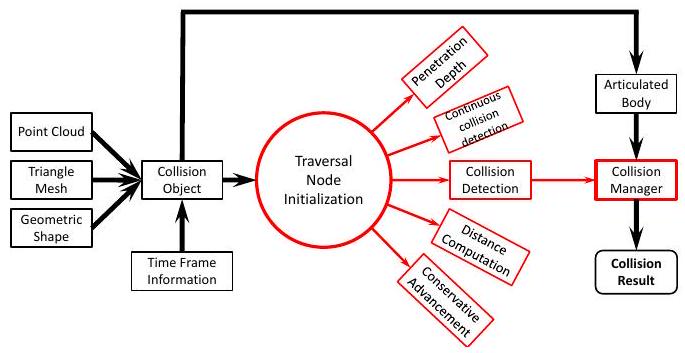 Point Cloud
Triangle
Mesh
Geometric
Shape
Collision
Object
Time Frame
Information
Traversal
Node
Initialization
Penetration
Depth
Continuous
collision
detection
Collision
Detection
Distance
Computation
Conservative
Advancement
Articulated
Body
Collision
Manager
Collision
Result